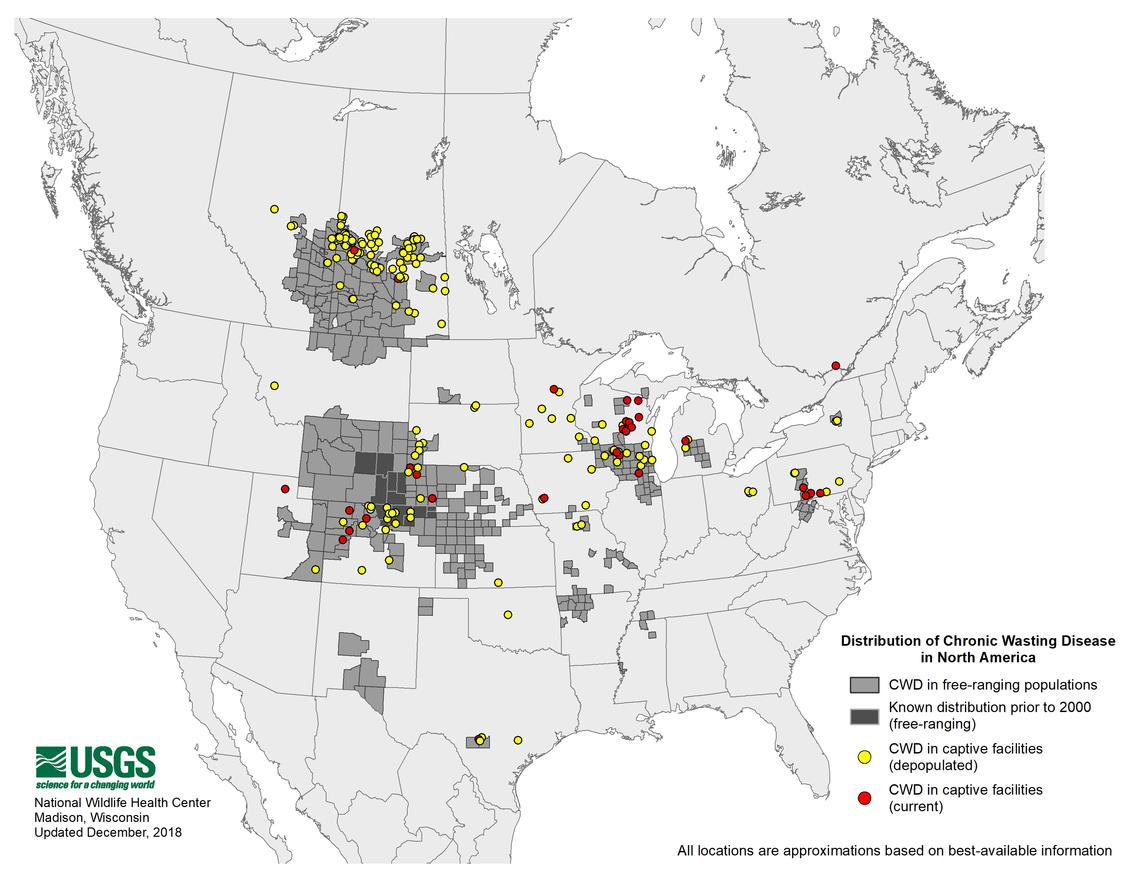 Distribution of Chronic Wasting Disease
in North America
CWD in free-ranging populations
Known distribution prior to 2000
(free-ranging)
CWD in captive facilities
(depopulated)
CWD in captive facilities
(current)
USGS
science for a changing world
National Wildlife Health Center
Madison, Wisconsin
Updated December, 2018
All locations are approximations based on best-available information